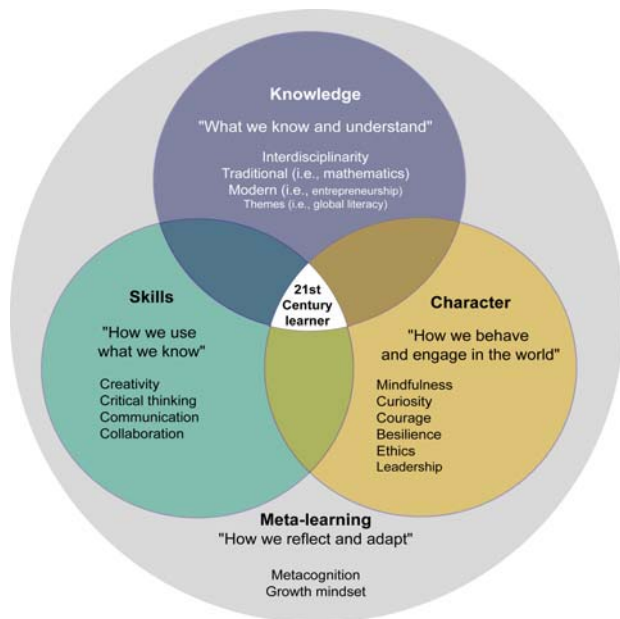 Knowledge
"What we know and understand"
Interdisciplinarity
Traditional (i.e., mathematics)
Modern (i.e., entrepreneurship)
Themes (i.e., global literacy)
21st
Century
learner
Skills
"How we use
what we know"
Creativity
Critical thinking
Communication
Collaboration
Character
"How we behave
and engage in the world"
Mindfulness
Curiosity
Courage
Besilience
Ethics
Leadership
Meta-learning
"How we reflect and adapt"
Metacognition
Growth mindset